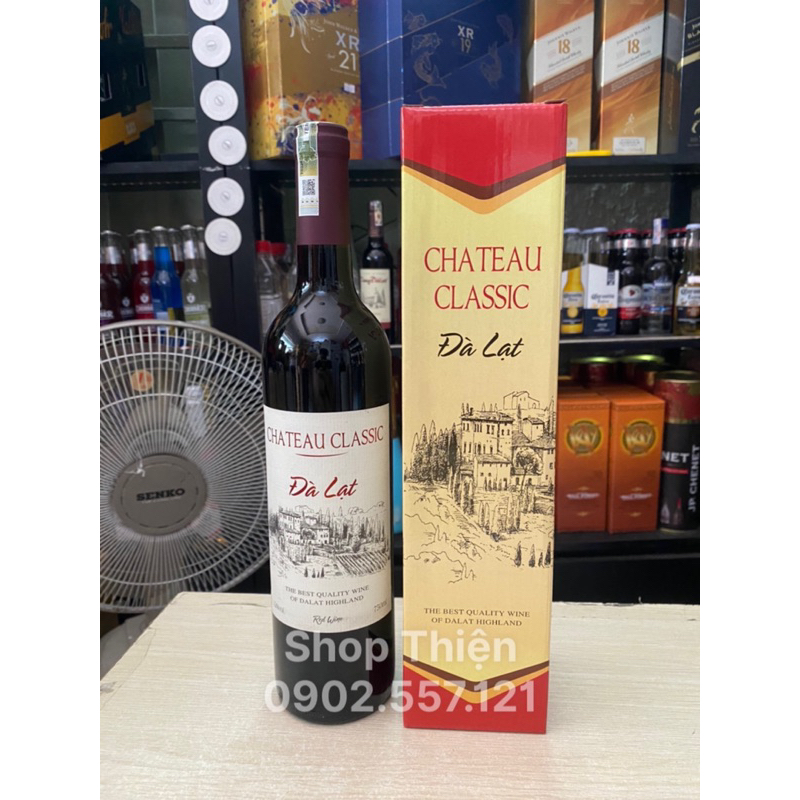 XR
21
XR
19
18
18
CHATEAU
CLASSIC
Đà Lạt
THE BEST QUALITY WINE
OF DALAT HIGHLAND
CHATEAU CLASSIC
Đà Lạt
THE BEST QUALITY WINE
OF DALAT HIGHLAND
750ml
Red Wine
SENKO
NET
JP. CHENET
Shop Thiện
0902.557.121